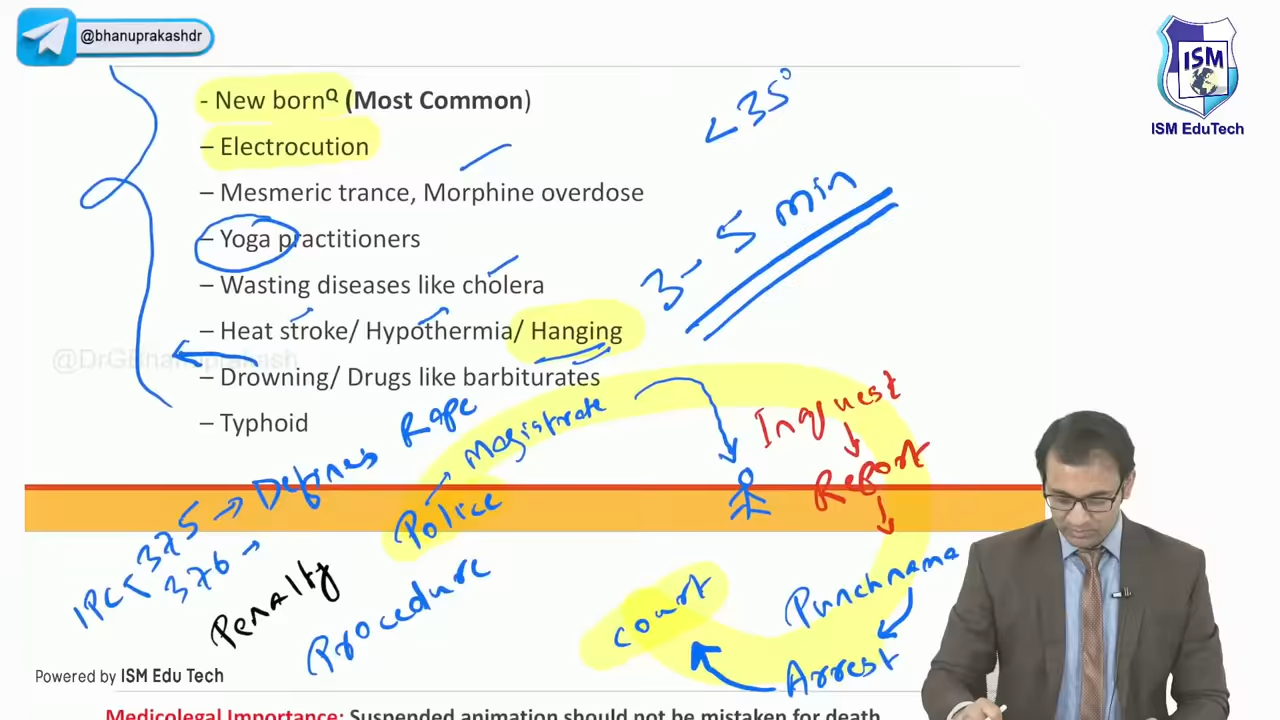 @bhanuprakashdr
ISM
ISM EduTech
- New bornQ (Most Common)
– Electrocution
– Mesmeric trance, Morphine overdose
– Yoga practitioners
– Wasting diseases like cholera
– Heat stroke/ Hypothermia/ Hanging
– Drowning/ Drugs like barbiturates
– Typhoid
@DrGBhanuprakash
< 35°
3 - 5 min
IPC
375 → Defines Rape
376 →
Penalty
Procedure
Police → Magistrate
Inquest
Report
Punchnama
Arrest
Court
Powered by ISM Edu Tech
Medicolegal Importance: Suspended animation should not be mistaken for death